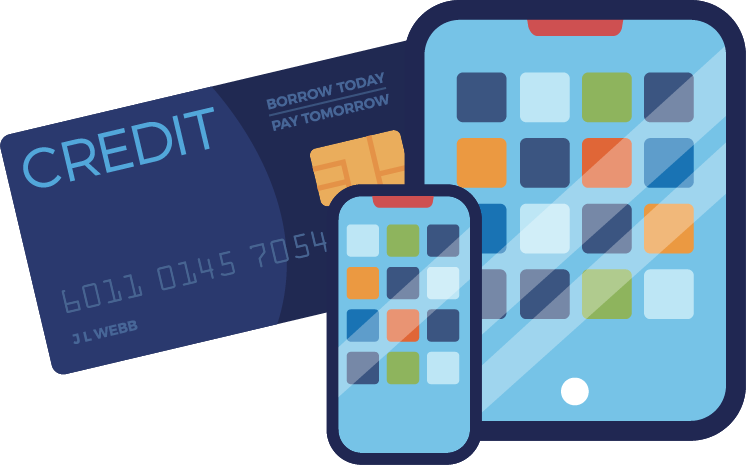 BORROW TODAY
PAY TOMORROW
CREDIT
6011 0145 7054
J L WEBB